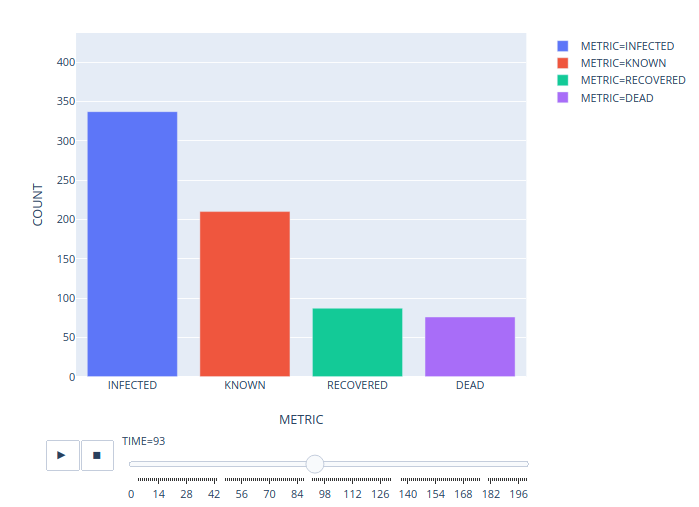 METRIC=INFECTED
METRIC=KNOWN
METRIC=RECOVERED
METRIC=DEAD
COUNT
400
350
300
250
200
150
100
50
0
INFECTED KNOWN RECOVERED DEAD
METRIC
TIME=93
0 14 28 42 56 70 84 98 112 126 140 154 168 182 196